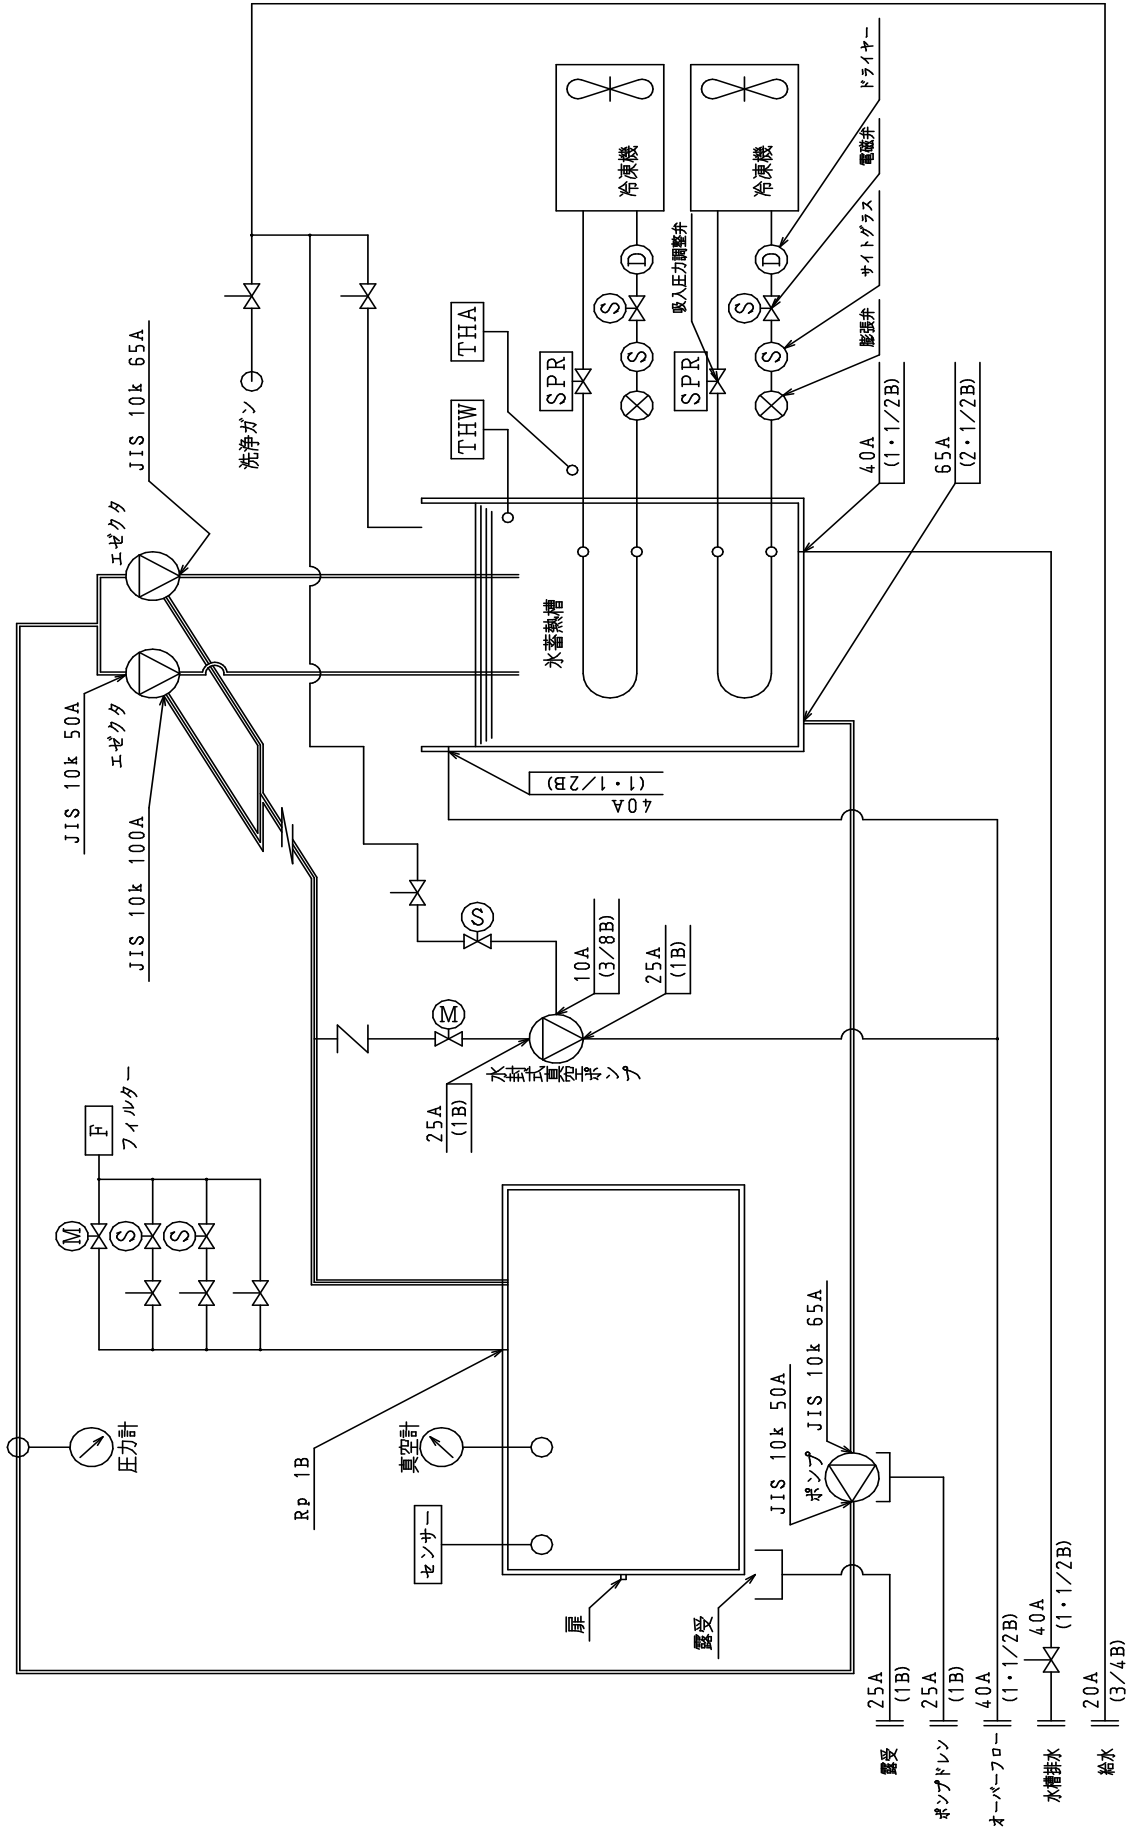 洗浄ガン
JIS 10k 65A
エゼクタ
JIS 10k 50A
エゼクタ
JIS 10k 100A
THA
THW
SPR
SPR
吸入圧力調整弁
冷凍機
冷凍機
D
S
S
D
S
S
ドライヤー
電磁弁
サイトグラス
膨張弁
40A
(1・1/2B)
65A
(2・1/2B)
水蓄熱槽
40A
(1・1/2B)
S
M
10A
(3/8B)
25A
(1B)
水封式真空ポンプ
25A
(1B)
F
フィルター
M
S
S
圧力計
Rp 1B
真空計
センサー
扉
露受
JIS 10k 50A
ポンプ
JIS 10k 65A
25A
(1B)
露受
25A
(1B)
ポンプドレン
40A
(1・1/2B)
オーバーフロー
40A
(1・1/2B)
水槽排水
20A
(3/4B)
給水